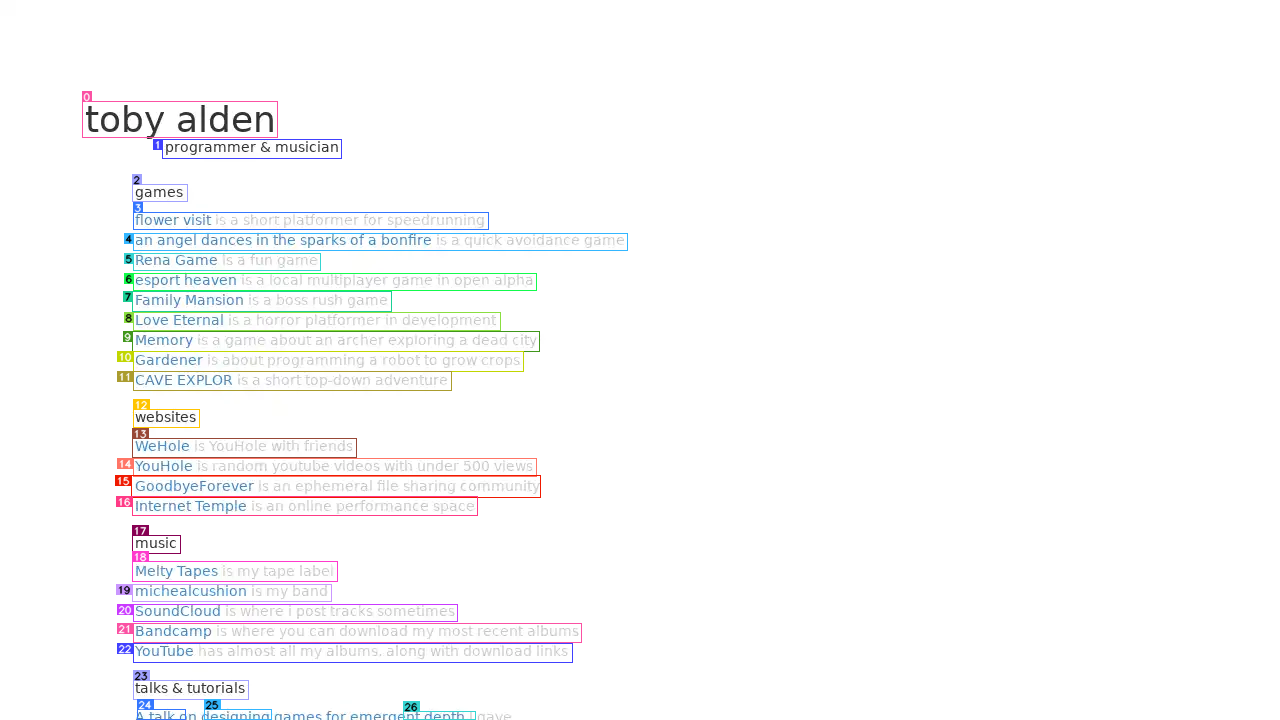 0
toby alden
1 programmer & musician
2
games
3
flower visit is a short platformer for speedrunning
4 an angel dances in the sparks of a bonfire is a quick avoidance game
5 Rena Game is a fun game
6 esport heaven is a local multiplayer game in open alpha
7 Family Mansion is a boss rush game
8 Love Eternal is a horror platformer in development
9 Memory is a game about an archer exploring a dead city
10 Gardener is about programming a robot to grow crops
11 CAVE EXPLOR is a short top-down adventure
12
websites
13
WeHole is YouHole with friends
14 YouHole is random youtube videos with under 500 views
15 GoodbyeForever is an ephemeral file sharing community
16 Internet Temple is an online performance space
17
music
18
Melty Tapes is my tape label
19 michealcushion is my band
20 SoundCloud is where i post tracks sometimes
21 Bandcamp is where you can download my most recent albums
22 YouTube has almost all my albums, along with download links
23
talks & tutorials
24 25 26
A talk on designing games for emergent depth I gave